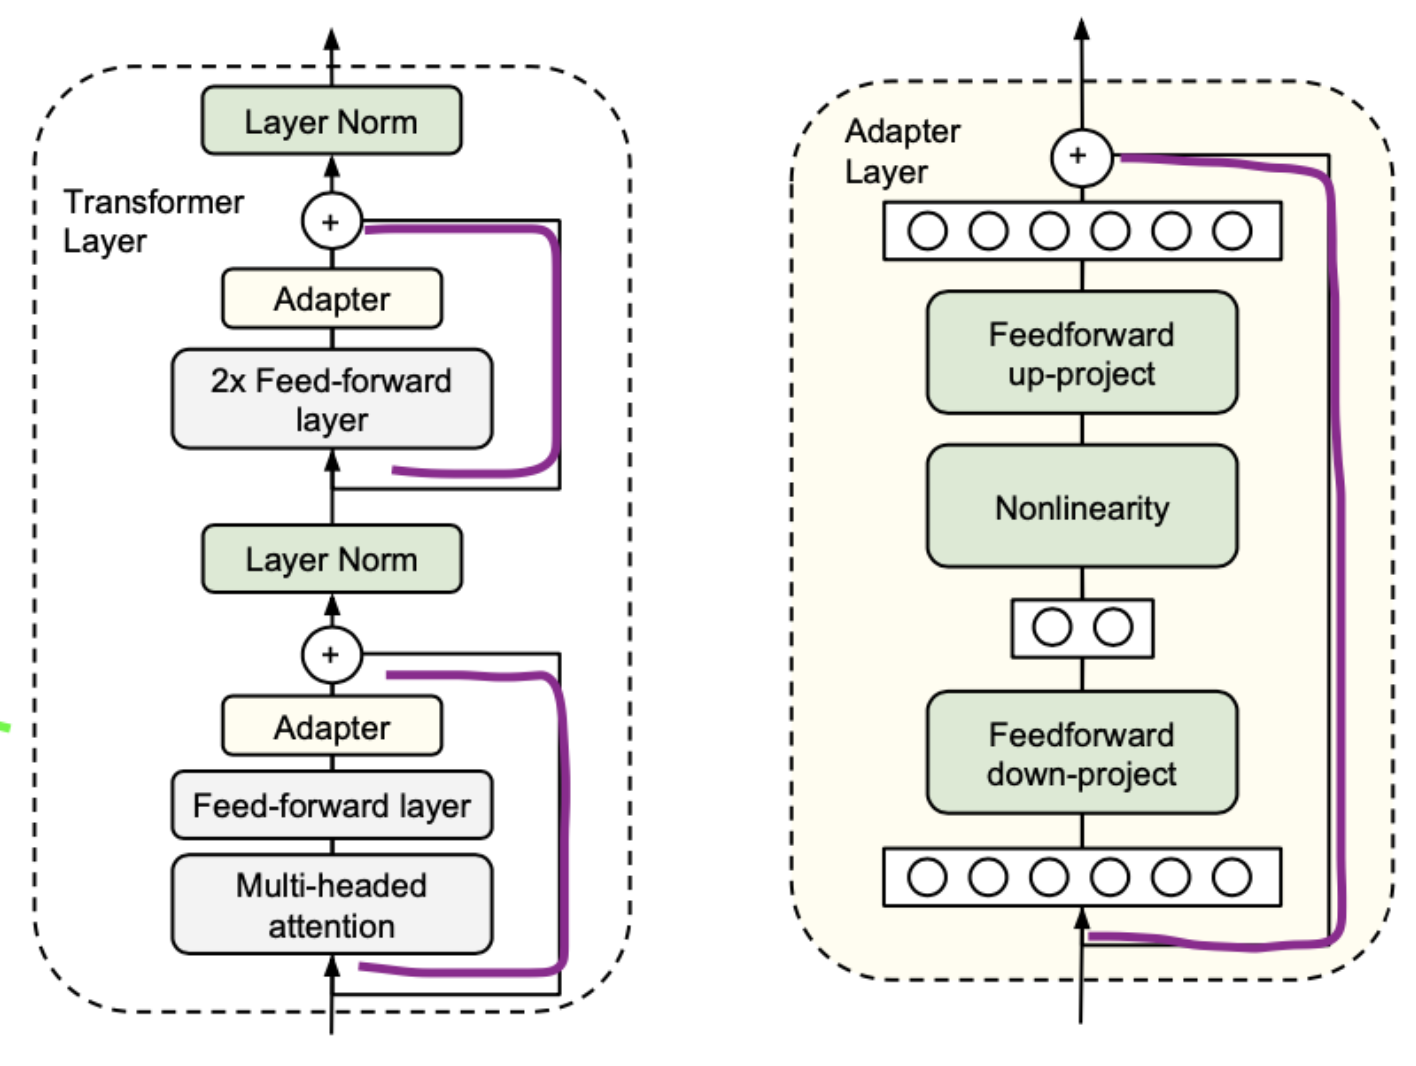 Layer Norm
Transformer
Layer
+
Adapter
2x Feed-forward
layer
Layer Norm
+
Adapter
Feed-forward layer
Multi-headed
attention
Adapter
Layer
+
Feedforward
up-project
Nonlinearity
Feedforward
down-project